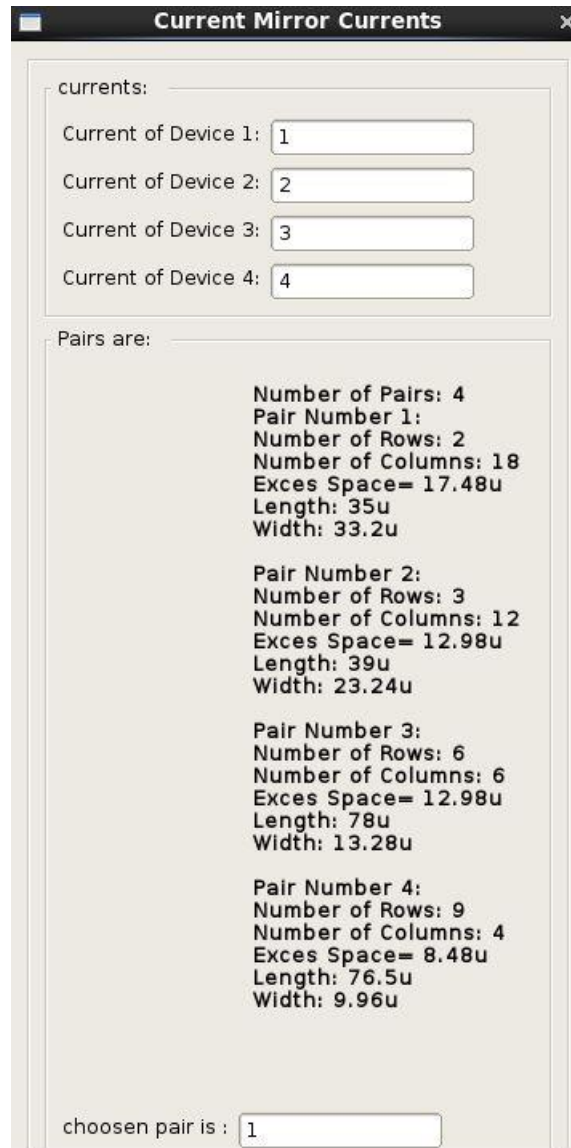 Current Mirror Currents
currents:
Current of Device 1: 1
Current of Device 2: 2
Current of Device 3: 3
Current of Device 4: 4
Pairs are:
Number of Pairs: 4
Pair Number 1:
Number of Rows: 2
Number of Columns: 18
Exces Space= 17.48u
Length: 35u
Width: 33.2u
Pair Number 2:
Number of Rows: 3
Number of Columns: 12
Exces Space= 12.98u
Length: 39u
Width: 23.24u
Pair Number 3:
Number of Rows: 6
Number of Columns: 6
Exces Space= 12.98u
Length: 78u
Width: 13.28u
Pair Number 4:
Number of Rows: 9
Number of Columns: 4
Exces Space= 8.48u
Length: 76.5u
Width: 9.96u
choosen pair is : 1